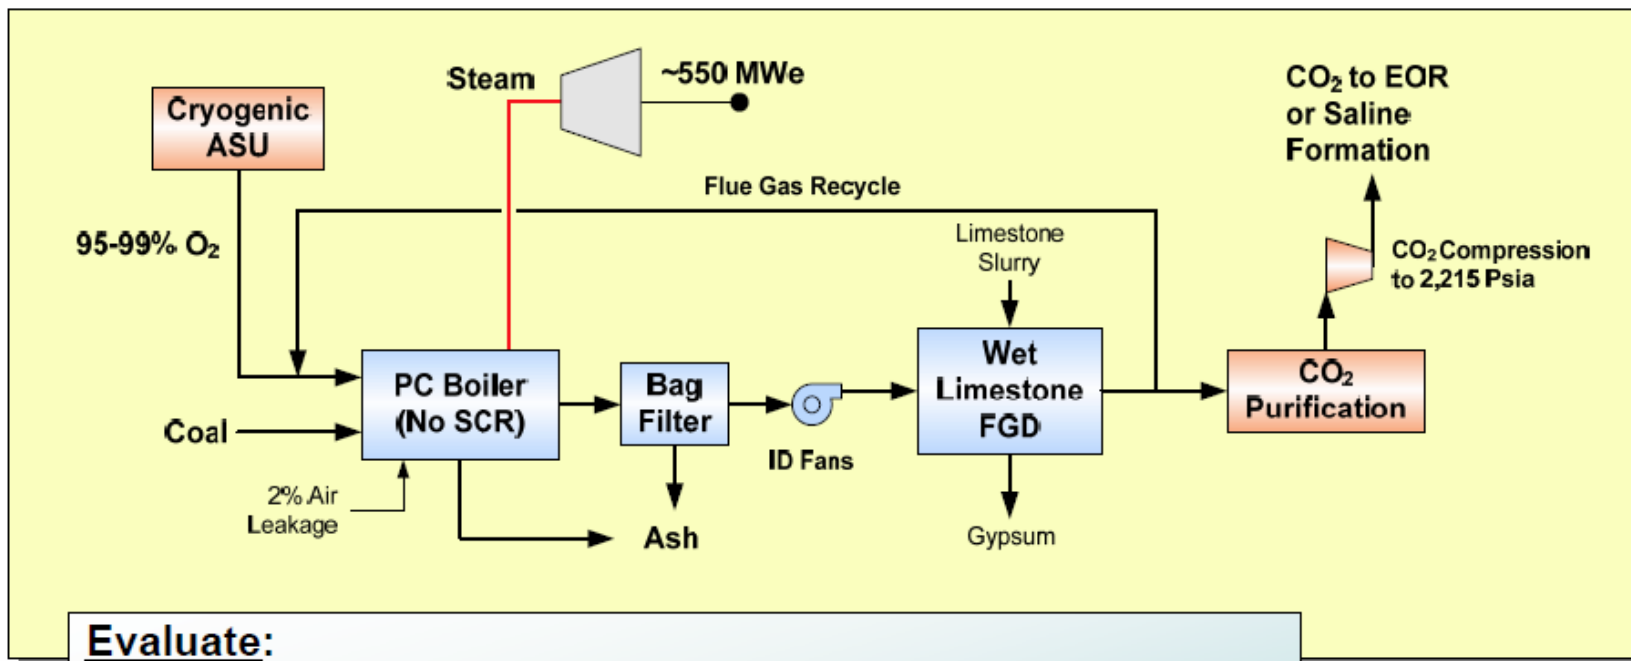 Cryogenic
ASU
Steam
~550 MWe
CO₂ to EOR
or Saline
Formation
Flue Gas Recycle
95-99% O₂
Limestone
Slurry
CO₂ Compression
to 2,215 Psia
PC Boiler
(No SCR)
Bag
Filter
Wet
Limestone
FGD
CO₂
Purification
Coal
ID Fans
2% Air
Leakage
Ash
Gypsum
Evaluate: